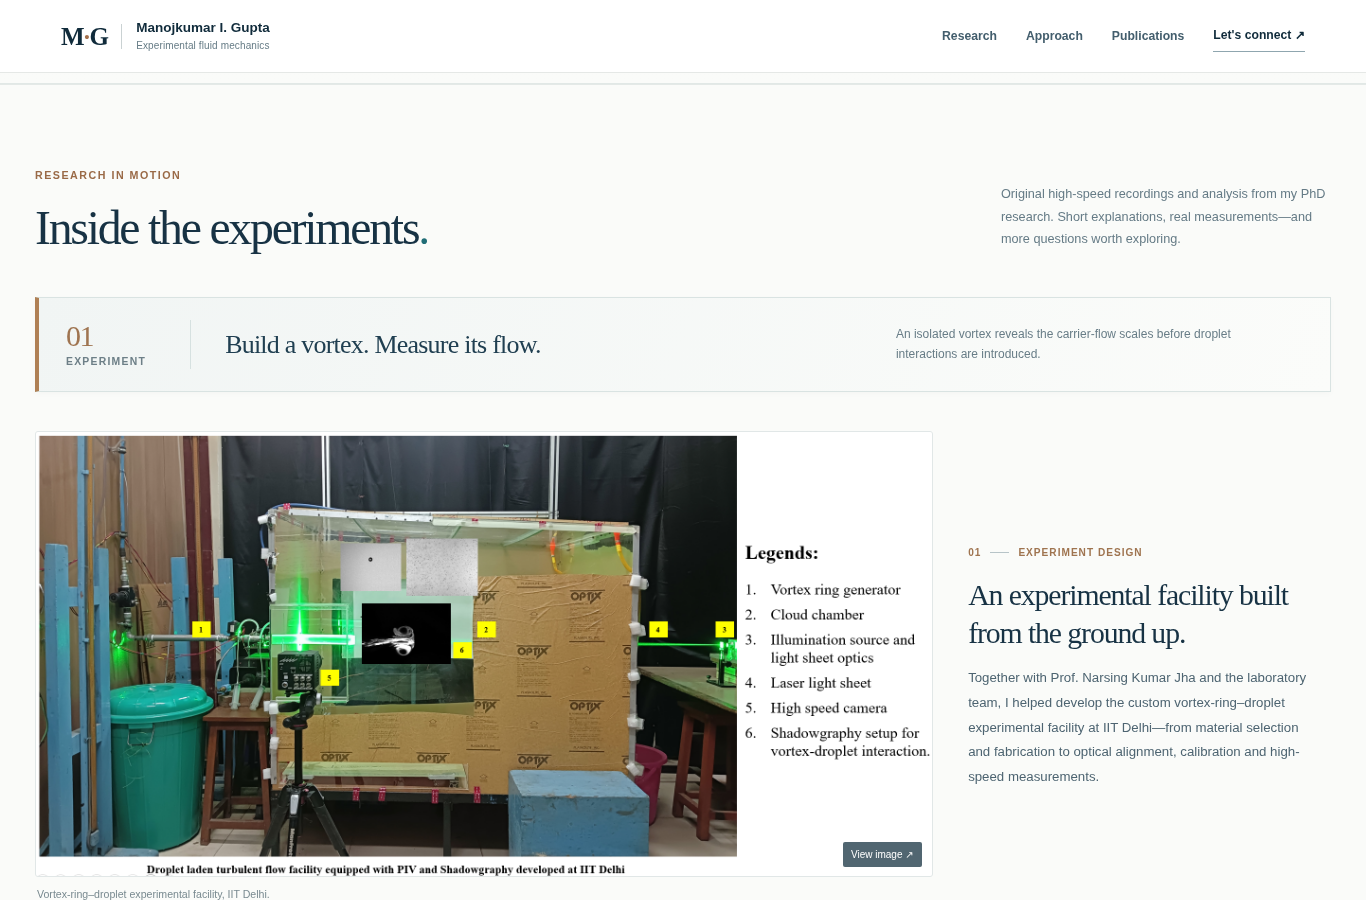 M·G
Manojkumar I. Gupta
Experimental fluid mechanics
Research
Approach
Publications
Let's connect ↗
RESEARCH IN MOTION
Inside the experiments.
Original high-speed recordings and analysis from my PhD
research. Short explanations, real measurements—and
more questions worth exploring.
01
EXPERIMENT
Build a vortex. Measure its flow.
An isolated vortex reveals the carrier-flow scales before droplet
interactions are introduced.
OPTIX
OPTIX
OPTIX
OPTIX
OPTIX
OPTIX
OPTIX
1
2
3
4
5
6
Legends:
1. Vortex ring generator
2. Cloud chamber
3. Illumination source and
light sheet optics
4. Laser light sheet
5. High speed camera
6. Shadowgraphy setup for
vortex-droplet interaction.
View image ↗
Droplet laden turbulent flow facility equipped with PIV and Shadowgraphy developed at IIT Delhi
Vortex-ring–droplet experimental facility, IIT Delhi.
01
EXPERIMENT DESIGN
An experimental facility built
from the ground up.
Together with Prof. Narsing Kumar Jha and the laboratory
team, I helped develop the custom vortex-ring–droplet
experimental facility at IIT Delhi—from material selection
and fabrication to optical alignment, calibration and high-
speed measurements.